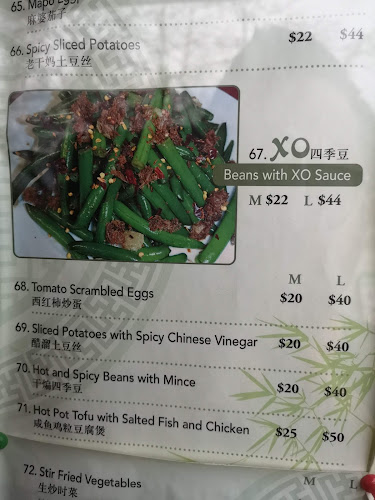 65. Mapo Egg
麻婆茄子
66. Spicy Sliced Potatoes $22 $44
老干妈土豆丝
67. XO四季豆
Beans with XO Sauce
M $22 L $44
M L
68. Tomato Scrambled Eggs $20 $40
西红柿炒蛋
69. Sliced Potatoes with Spicy Chinese Vinegar $20 $40
醋溜土豆丝
70. Hot and Spicy Beans with Mince $20 $40
干煸四季豆
71. Hot Pot Tofu with Salted Fish and Chicken $25 $50
咸鱼鸡粒豆腐煲
72. Stir Fried Vegetables M L
生炒时菜